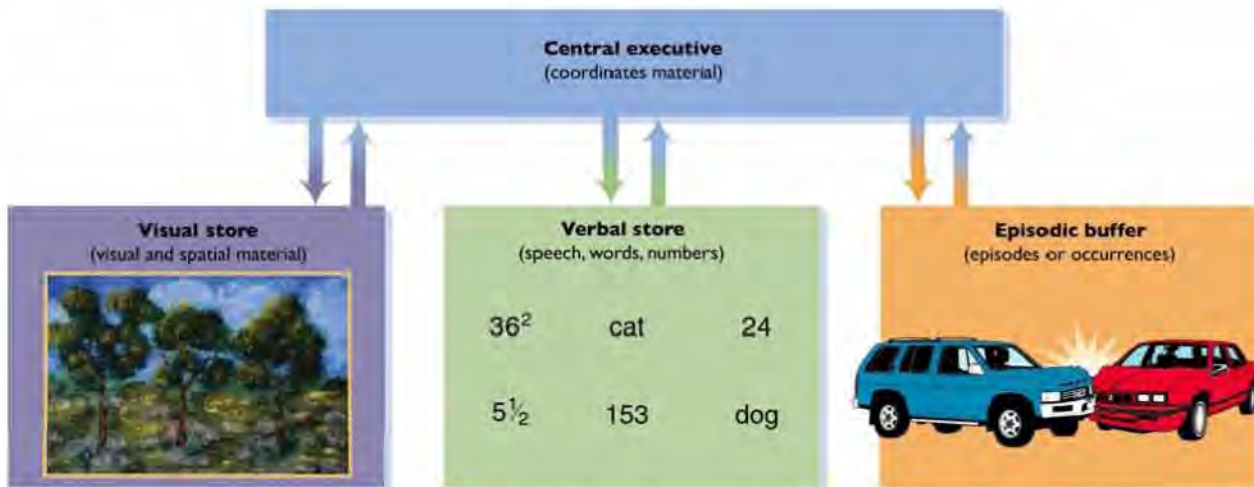 Central executive
(coordinates material)
Visual store
(visual and spatial material)
Verbal store
(speech, words, numbers)
Episodic buffer
(episodes or occurrences)
36² cat 24
5½ 153 dog